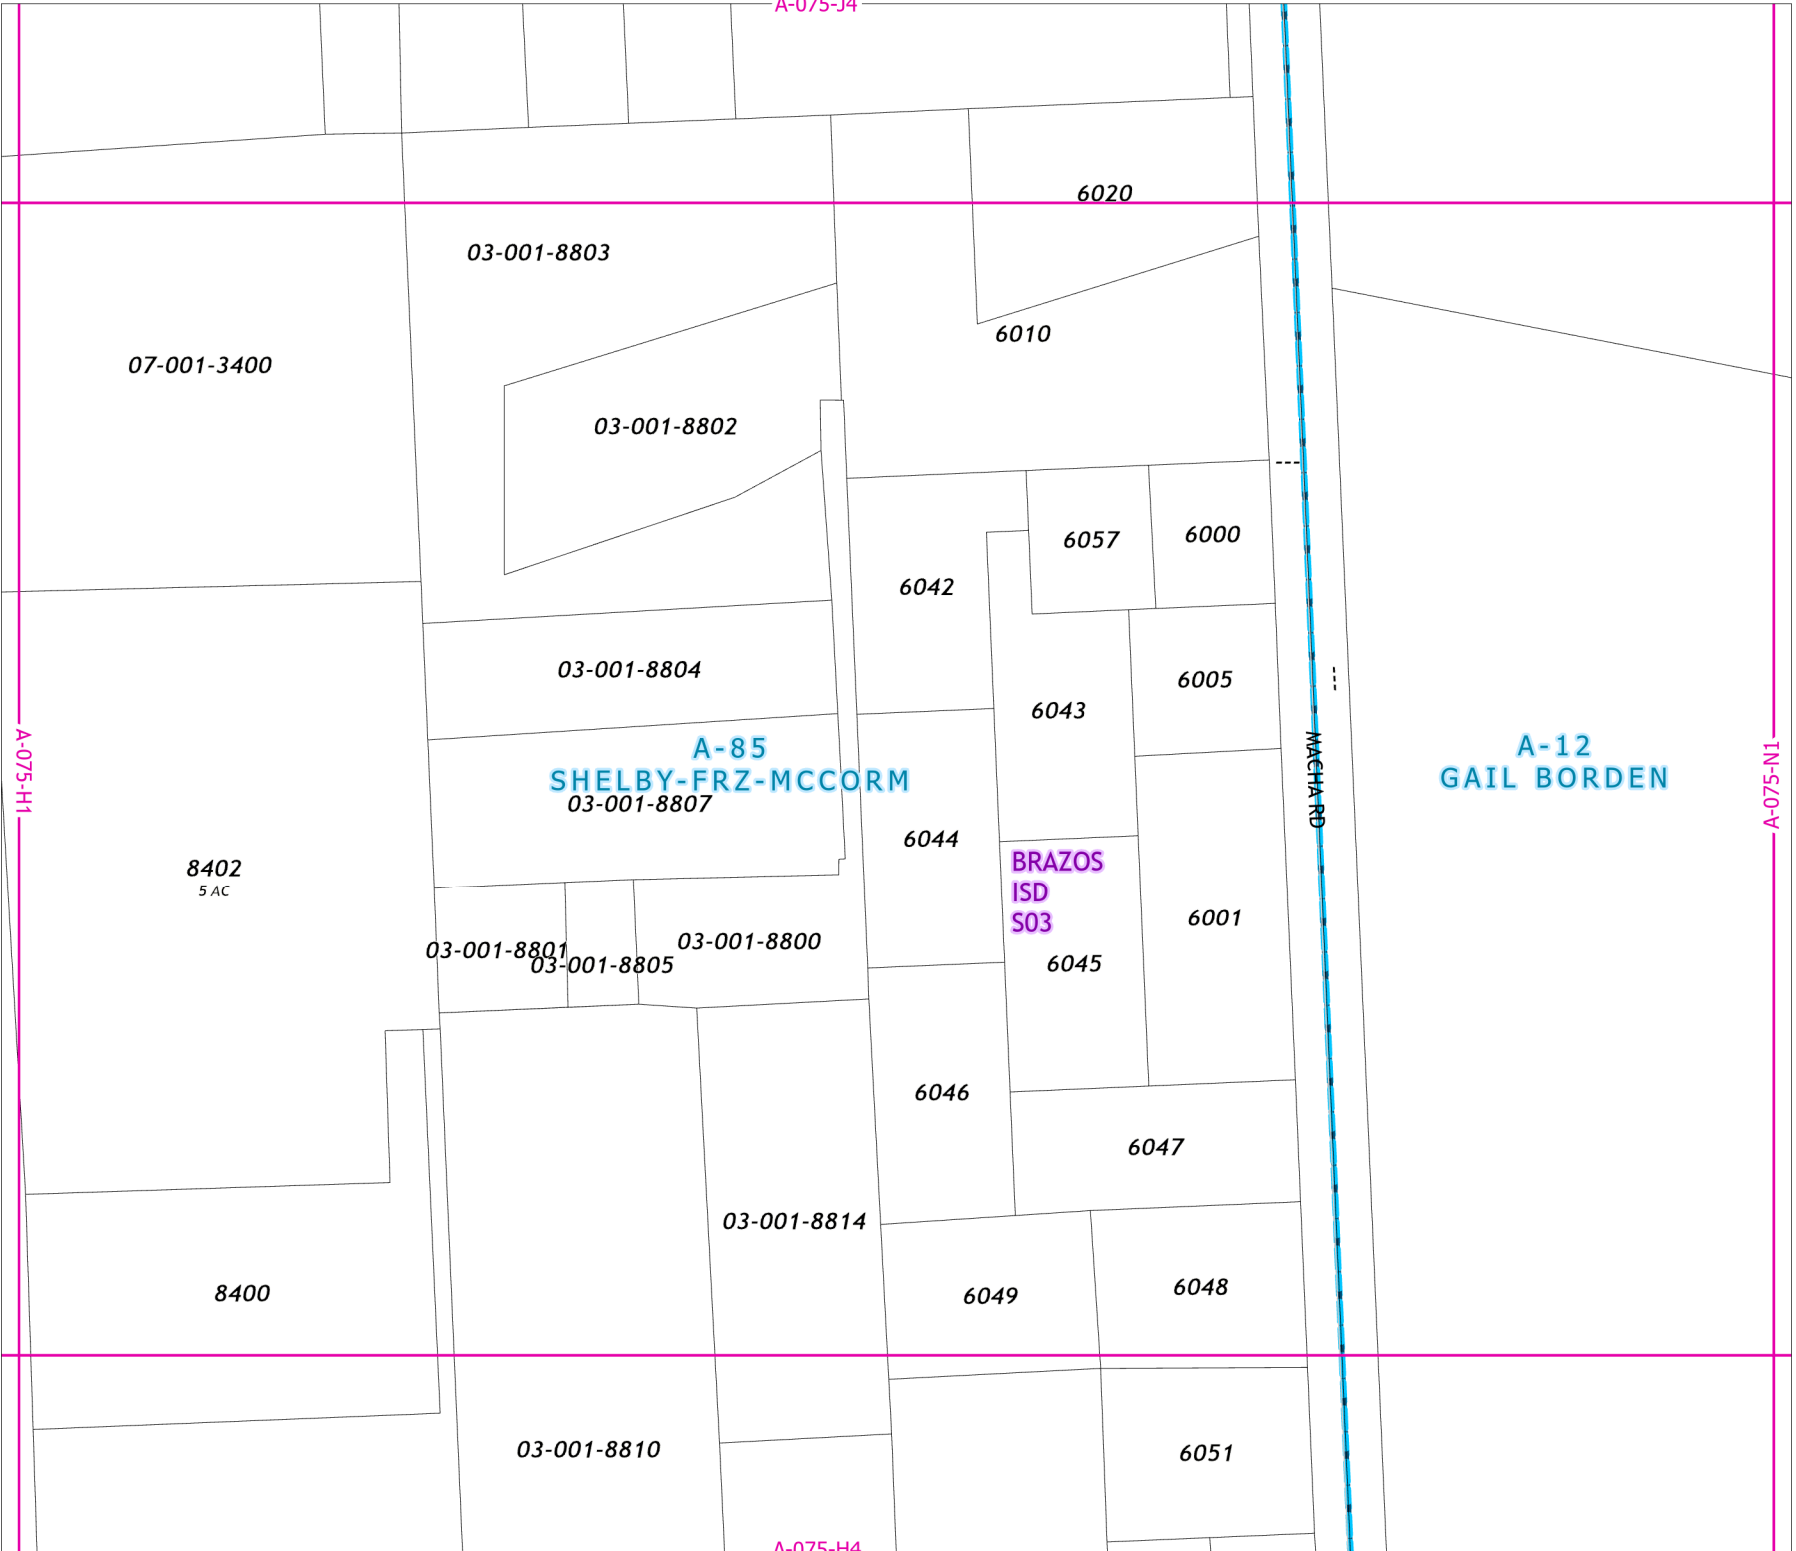 A-075-J4
6020
03-001-8803
6010
07-001-3400
03-001-8802
6057
6000
6042
03-001-8804
6005
6043
A-85
SHELBY-FRZ-MCCORM
03-001-8807
A-12
GAIL BORDEN
MACHA RD
A-075-H1
A-075-N1
6044
BRAZOS
ISD
S03
8402
5 AC
6001
03-001-8801
03-001-8805
03-001-8800
6045
6046
6047
03-001-8814
8400
6049
6048
03-001-8810
6051
A-075-H4